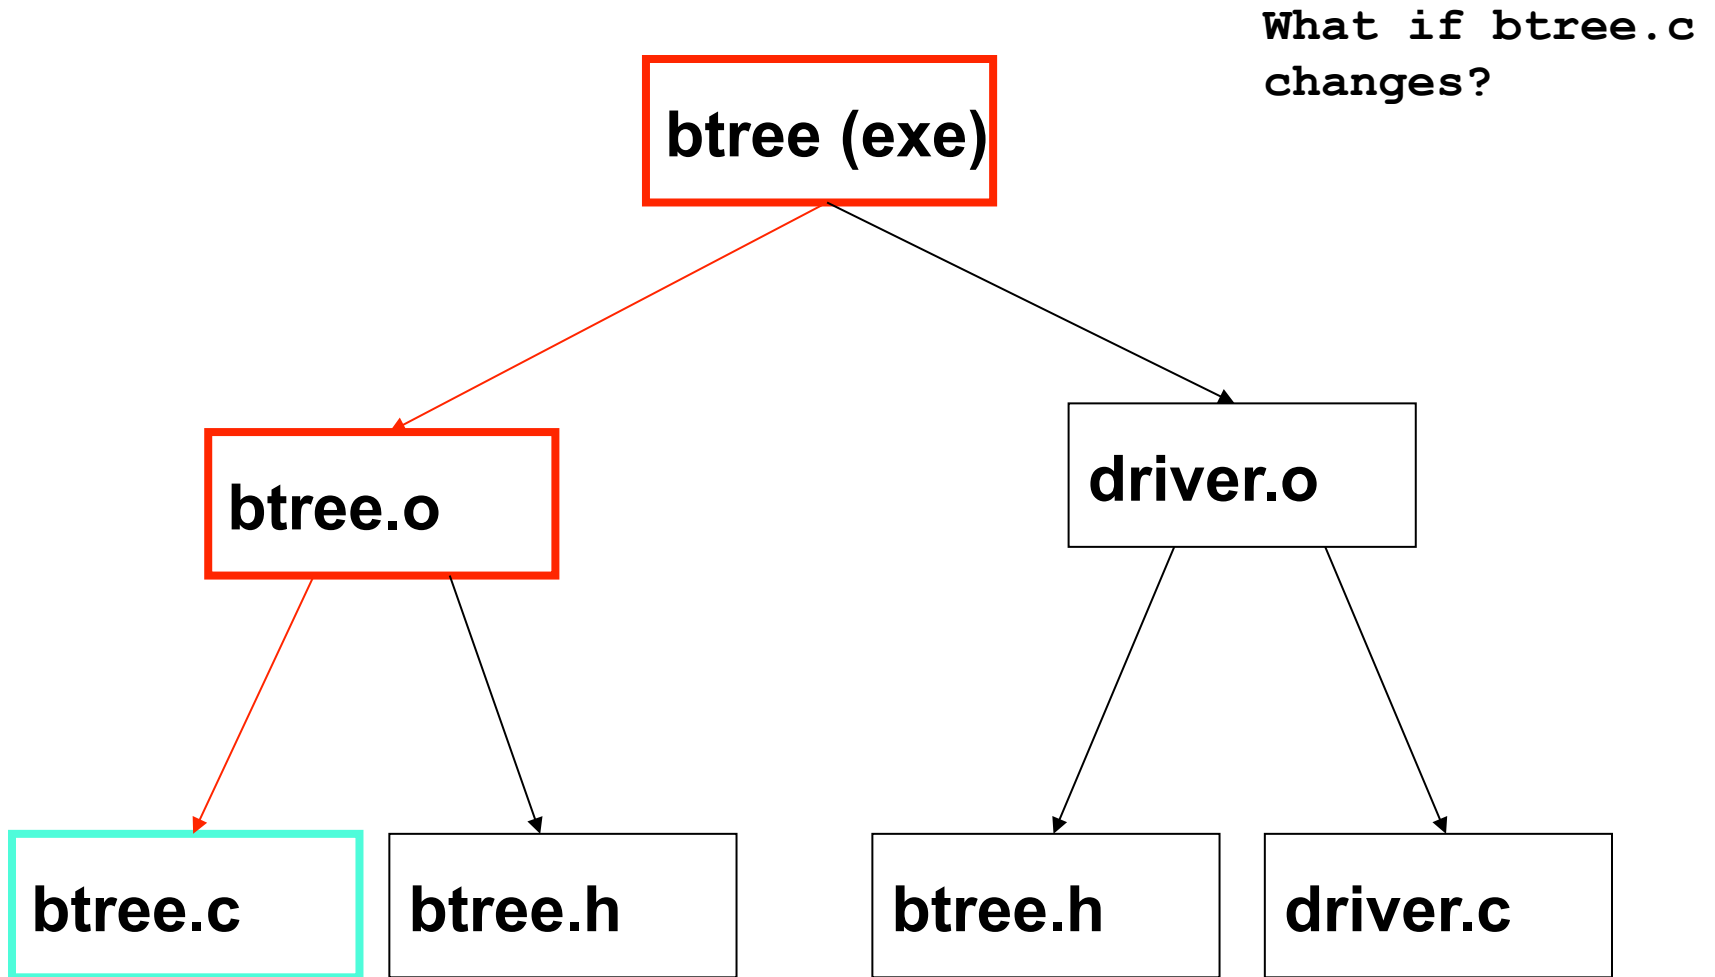 What if btree.c
changes?
btree (exe)
btree.o
driver.o
btree.c
btree.h
btree.h
driver.c